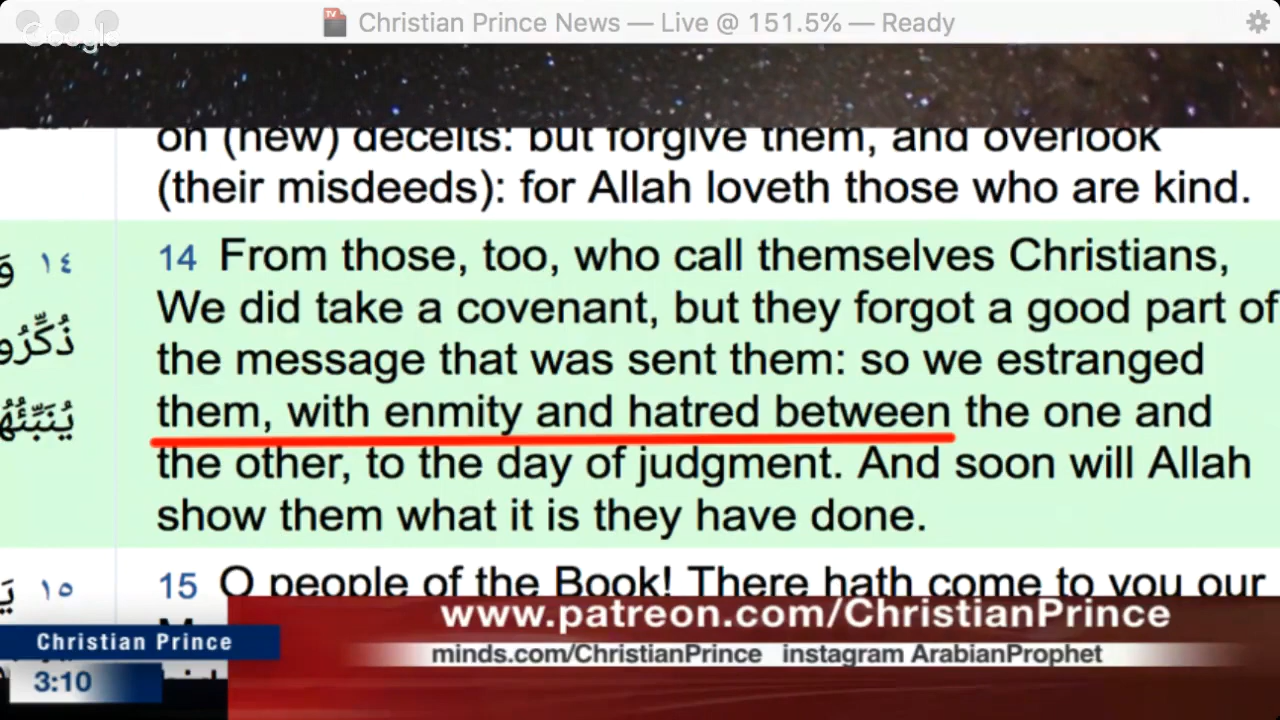 Christian Prince News — Live @ 151.5% — Ready
Google
on (new) deceits: but forgive them, and overlook
(their misdeeds): for Allah loveth those who are kind.
١٤
14 From those, too, who call themselves Christians,
We did take a covenant, but they forgot a good part of
ذُكِّرُو
the message that was sent them: so we estranged
يُنَبِّئُهُ
them, with enmity and hatred between the one and
the other, to the day of judgment. And soon will Allah
show them what it is they have done.
١٥
15 O people of the Book! There hath come to you our
www.patreon.com/ChristianPrince
Christian Prince
minds.com/ChristianPrince instagram ArabianProphet
3:10